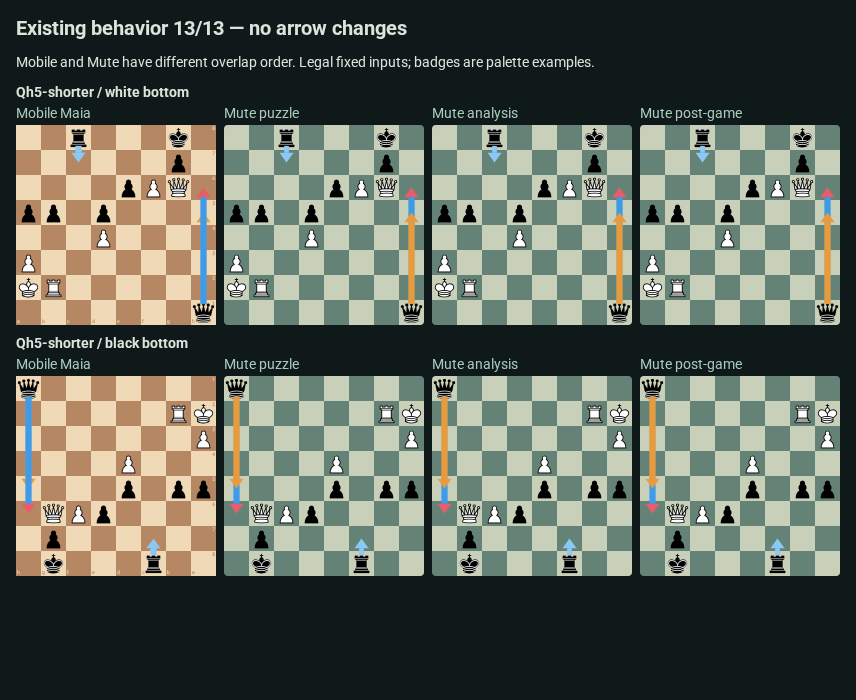 Existing behavior 13/13 — no arrow changes
Mobile and Mute have different overlap order. Legal fixed inputs; badges are palette examples.
Qh5-shorter / white bottom
Mobile Maia
Mute puzzle
Mute analysis
Mute post-game
Qh5-shorter / black bottom
Mobile Maia
Mute puzzle
Mute analysis
Mute post-game